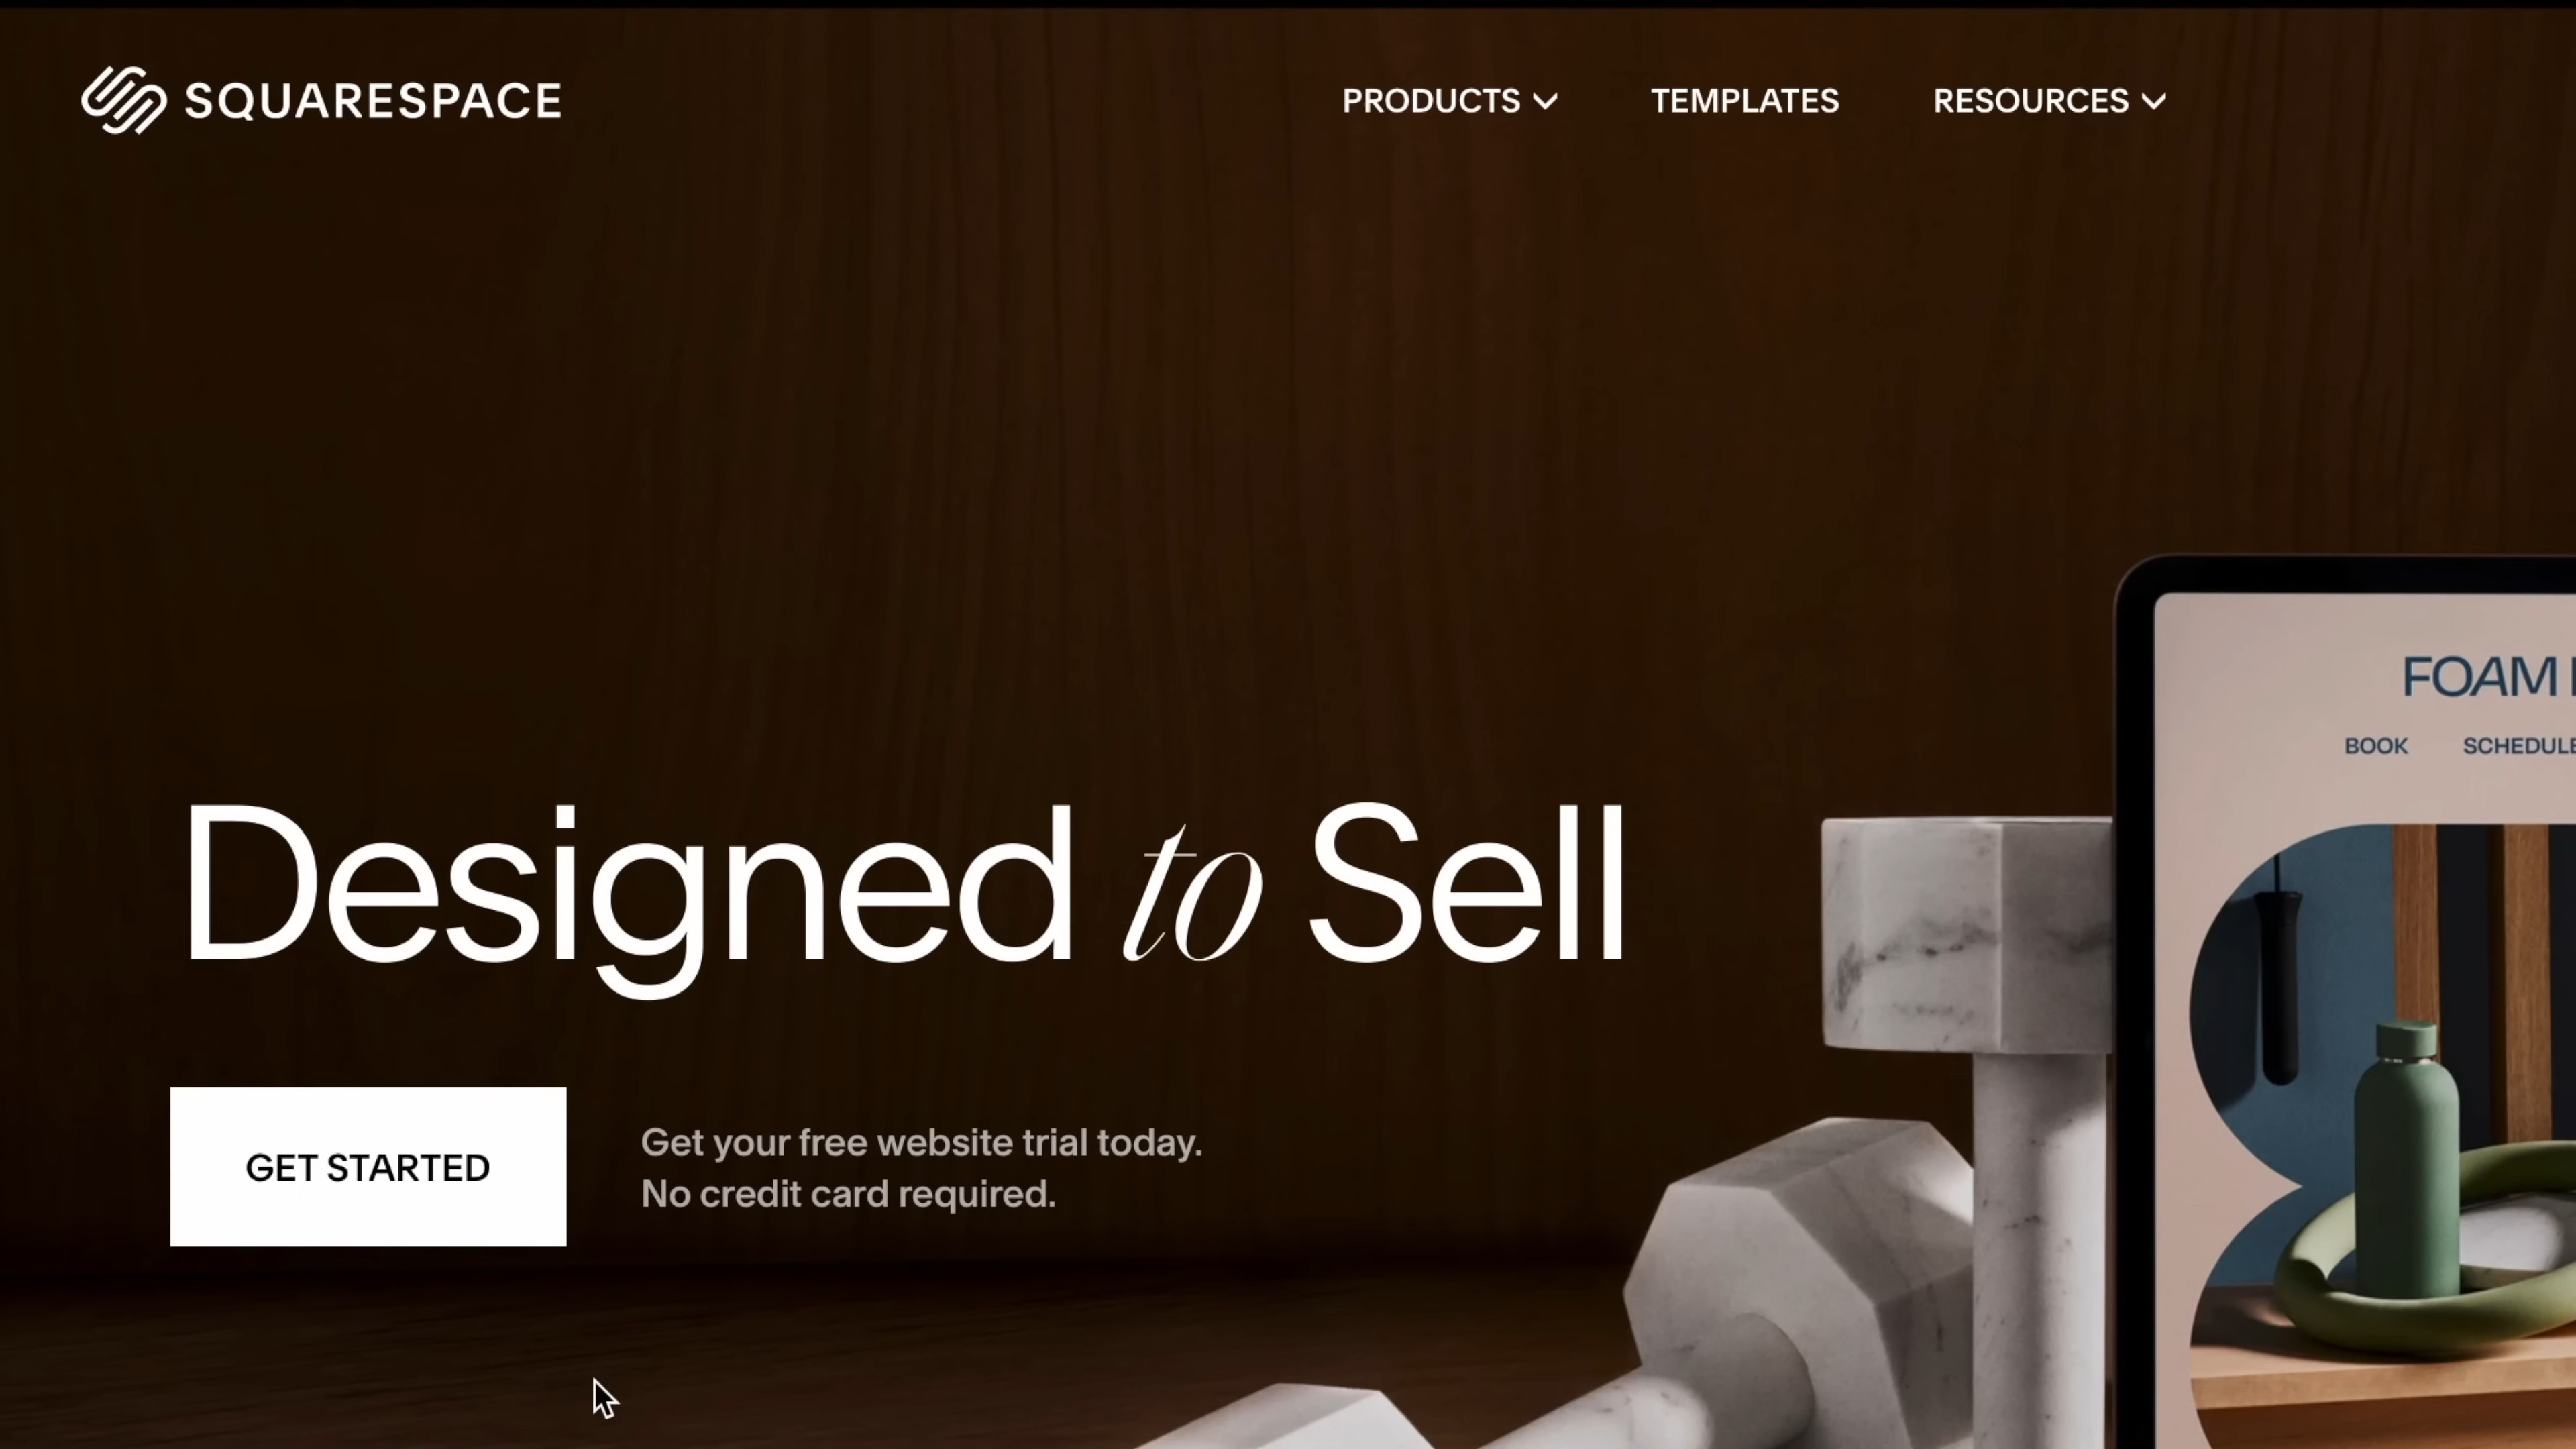 SQUARESPACE
PRODUCTS
TEMPLATES
RESOURCES
Designed to Sell
GET STARTED
Get your free website trial today.
No credit card required.
FOAM
BOOK
SCHEDULE